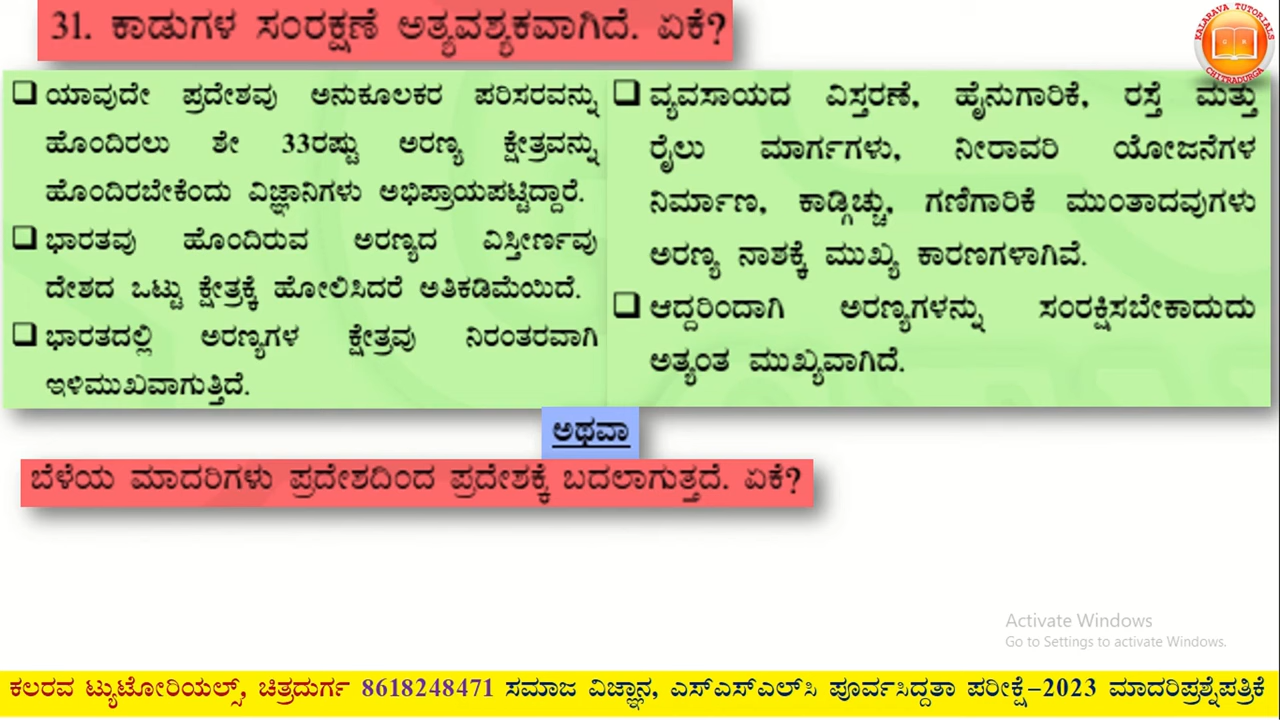 31. ಕಾಡುಗಳ ಸಂರಕ್ಷಣೆ ಅತ್ಯವಶ್ಯಕವಾಗಿದೆ. ಏಕೆ?
KALARAVA TUTORIALS
CHITRADURGA
❑ ಯಾವುದೇ ಪ್ರದೇಶವು ಅನುಕೂಲಕರ ಪರಿಸರವನ್ನು
ಹೊಂದಿರಲು ಶೇ 33ರಷ್ಟು ಅರಣ್ಯ ಕ್ಷೇತ್ರವನ್ನು
ಹೊಂದಿರಬೇಕೆಂದು ವಿಜ್ಞಾನಿಗಳು ಅಭಿಪ್ರಾಯಪಟ್ಟಿದ್ದಾರೆ.
❑ ಭಾರತವು ಹೊಂದಿರುವ ಅರಣ್ಯದ ವಿಸ್ತೀರ್ಣವು
ದೇಶದ ಒಟ್ಟು ಕ್ಷೇತ್ರಕ್ಕೆ ಹೋಲಿಸಿದರೆ ಅತಿಕಡಿಮೆಯಿದೆ.
❑ ಭಾರತದಲ್ಲಿ ಅರಣ್ಯಗಳ ಕ್ಷೇತ್ರವು ನಿರಂತರವಾಗಿ
ಇಳಿಮುಖವಾಗುತ್ತಿದೆ.
❑ ವ್ಯವಸಾಯದ ವಿಸ್ತರಣೆ, ಹೈನುಗಾರಿಕೆ, ರಸ್ತೆ ಮತ್ತು
ರೈಲು ಮಾರ್ಗಗಳು, ನೀರಾವರಿ ಯೋಜನೆಗಳ
ನಿರ್ಮಾಣ, ಕಾಡ್ಗಿಚ್ಚು, ಗಣಿಗಾರಿಕೆ ಮುಂತಾದವುಗಳು
ಅರಣ್ಯ ನಾಶಕ್ಕೆ ಮುಖ್ಯ ಕಾರಣಗಳಾಗಿವೆ.
❑ ಆದ್ದರಿಂದಾಗಿ ಅರಣ್ಯಗಳನ್ನು ಸಂರಕ್ಷಿಸಬೇಕಾದುದು
ಅತ್ಯಂತ ಮುಖ್ಯವಾಗಿದೆ.
ಅಥವಾ
ಬೆಳೆಯ ಮಾದರಿಗಳು ಪ್ರದೇಶದಿಂದ ಪ್ರದೇಶಕ್ಕೆ ಬದಲಾಗುತ್ತದೆ. ಏಕೆ?
Activate Windows
Go to Settings to activate Windows.
ಕಲರವ ಟ್ಯುಟೋರಿಯಲ್ಸ್, ಚಿತ್ರದುರ್ಗ 8618248471 ಸಮಾಜ ವಿಜ್ಞಾನ, ಎಸ್‌ಎಸ್‌ಎಲ್‌ಸಿ ಪೂರ್ವಸಿದ್ದತಾ ಪರೀಕ್ಷೆ-2023 ಮಾದರಿಪ್ರಶ್ನೆಪತ್ರಿಕೆ